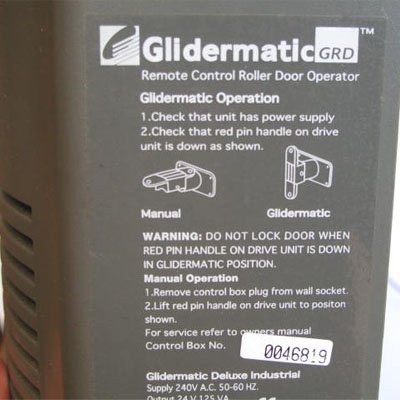 Glidermatic GRD ™
Remote Control Roller Door Operator
Glidermatic Operation
1.Check that unit has power supply
2.Check that red pin handle on drive
unit is down as shown.
Manual Glidermatic
WARNING: DO NOT LOCK DOOR WHEN
RED PIN HANDLE ON DRIVE UNIT IS DOWN
IN GLIDERMATIC POSITION.
Manual Operation
1.Remove control box plug from wall socket.
2.Lift red pin handle on drive unit to positon
shown.
For service refer to owners manual
Control Box No. 0046819
Glidermatic Deluxe Industrial
Supply 240V A.C. 50-60 HZ.
Output 24 V 125 VA